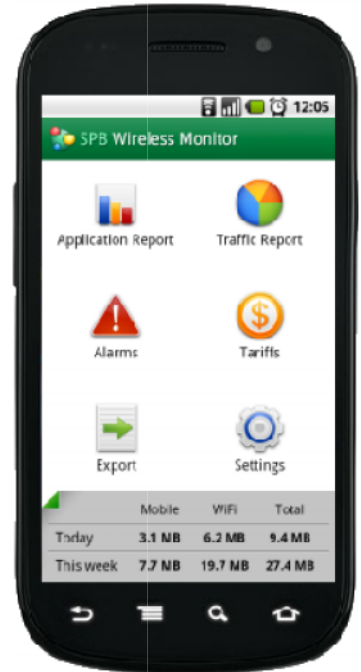 12:05
SPB Wireless Monitor
Application Report Traffic Report
Alarms Tariffs
Export Settings
Mobile WiFi Total
Today 3.1 MB 6.2 MB 9.4 MB
This week 7.7 MB 19.7 MB 27.4 MB